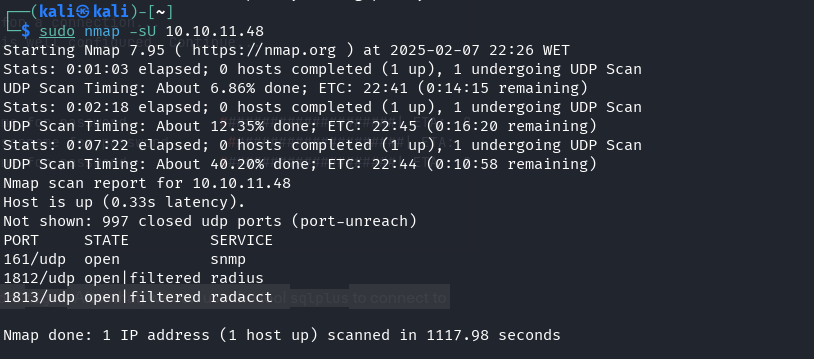 ┌──(kali㉿kali)-[~]
└─$ sudo nmap -sU 10.10.11.48
Starting Nmap 7.95 ( https://nmap.org ) at 2025-02-07 22:26 WET
Stats: 0:01:03 elapsed; 0 hosts completed (1 up), 1 undergoing UDP Scan
UDP Scan Timing: About 6.86% done; ETC: 22:41 (0:14:15 remaining)
Stats: 0:02:18 elapsed; 0 hosts completed (1 up), 1 undergoing UDP Scan
UDP Scan Timing: About 12.35% done; ETC: 22:45 (0:16:20 remaining)
Stats: 0:07:22 elapsed; 0 hosts completed (1 up), 1 undergoing UDP Scan
UDP Scan Timing: About 40.20% done; ETC: 22:44 (0:10:58 remaining)
Nmap scan report for 10.10.11.48
Host is up (0.33s latency).
Not shown: 997 closed udp ports (port-unreach)
PORT     STATE         SERVICE
161/udp  open          snmp
1812/udp open|filtered radius
1813/udp open|filtered radacct
sqlplus to connect to
Nmap done: 1 IP address (1 host up) scanned in 1117.98 seconds